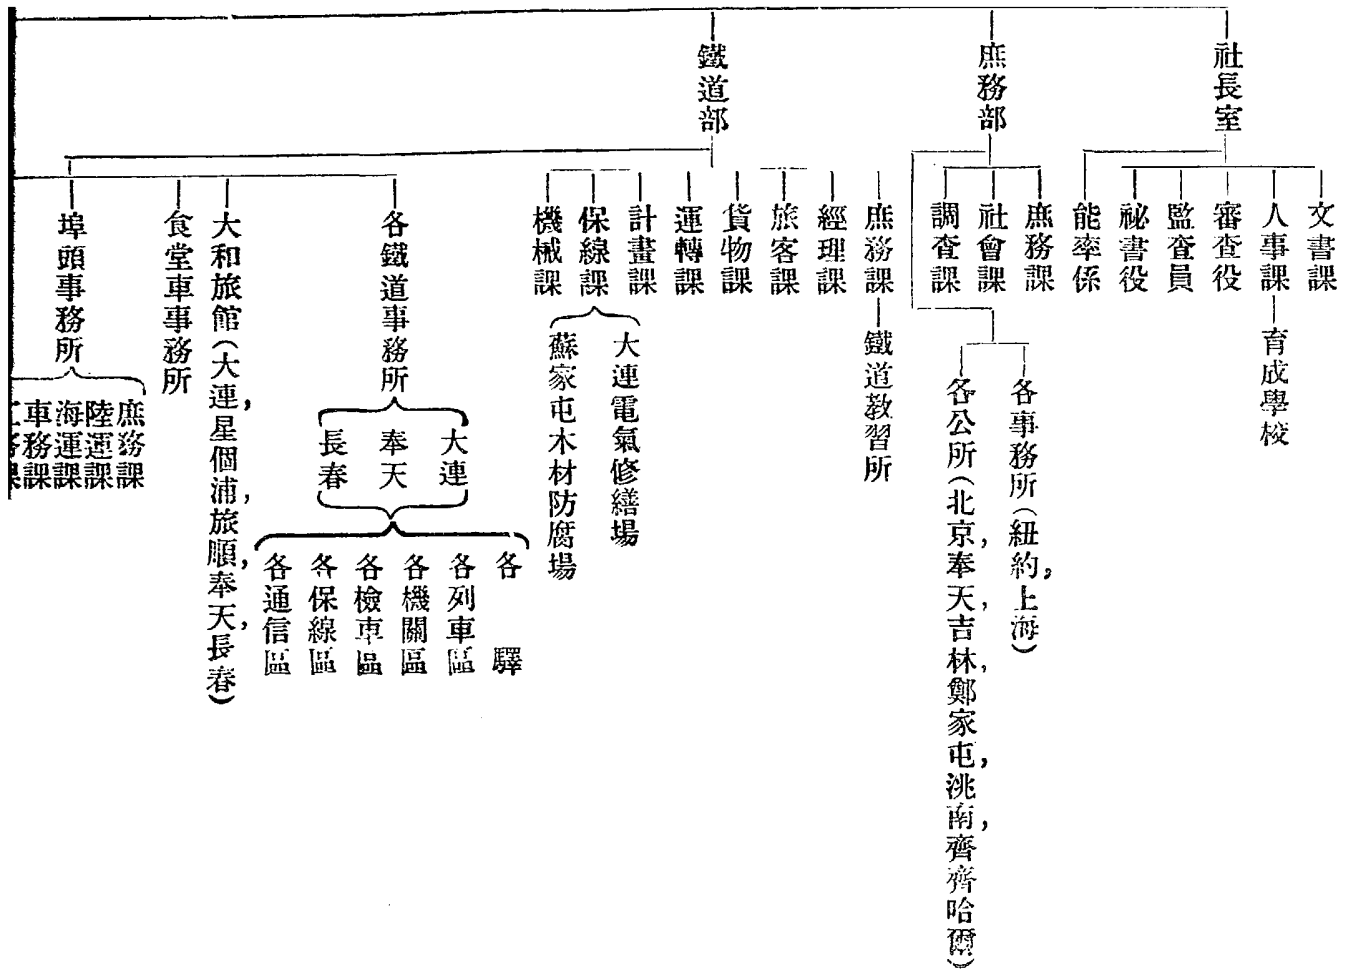 社長室
文書課
人事課
育成學校
審查役
監查員
祕書役
能率係
庶務部
庶務課
社會課
調查課
各事務所(紐約,上海)
各公所(北京,奉天,吉林,鄭家屯,洮南,齊齊哈爾)
鐵道部
庶務課
鐵道教習所
經理課
旅客課
貨物課
運轉課
計畫課
保線課
機械課
大連電氣修繕場
蘇家屯木材防腐場
各鐵道事務所
大連
奉天
長春
各驛
各列車區
各機關區
各檢車區
各保線區
各通信區
大和旅館(大連,星個浦,旅順,奉天,長春)
食堂車事務所
埠頭事務所
庶務課
陸運課
海運課
車務課